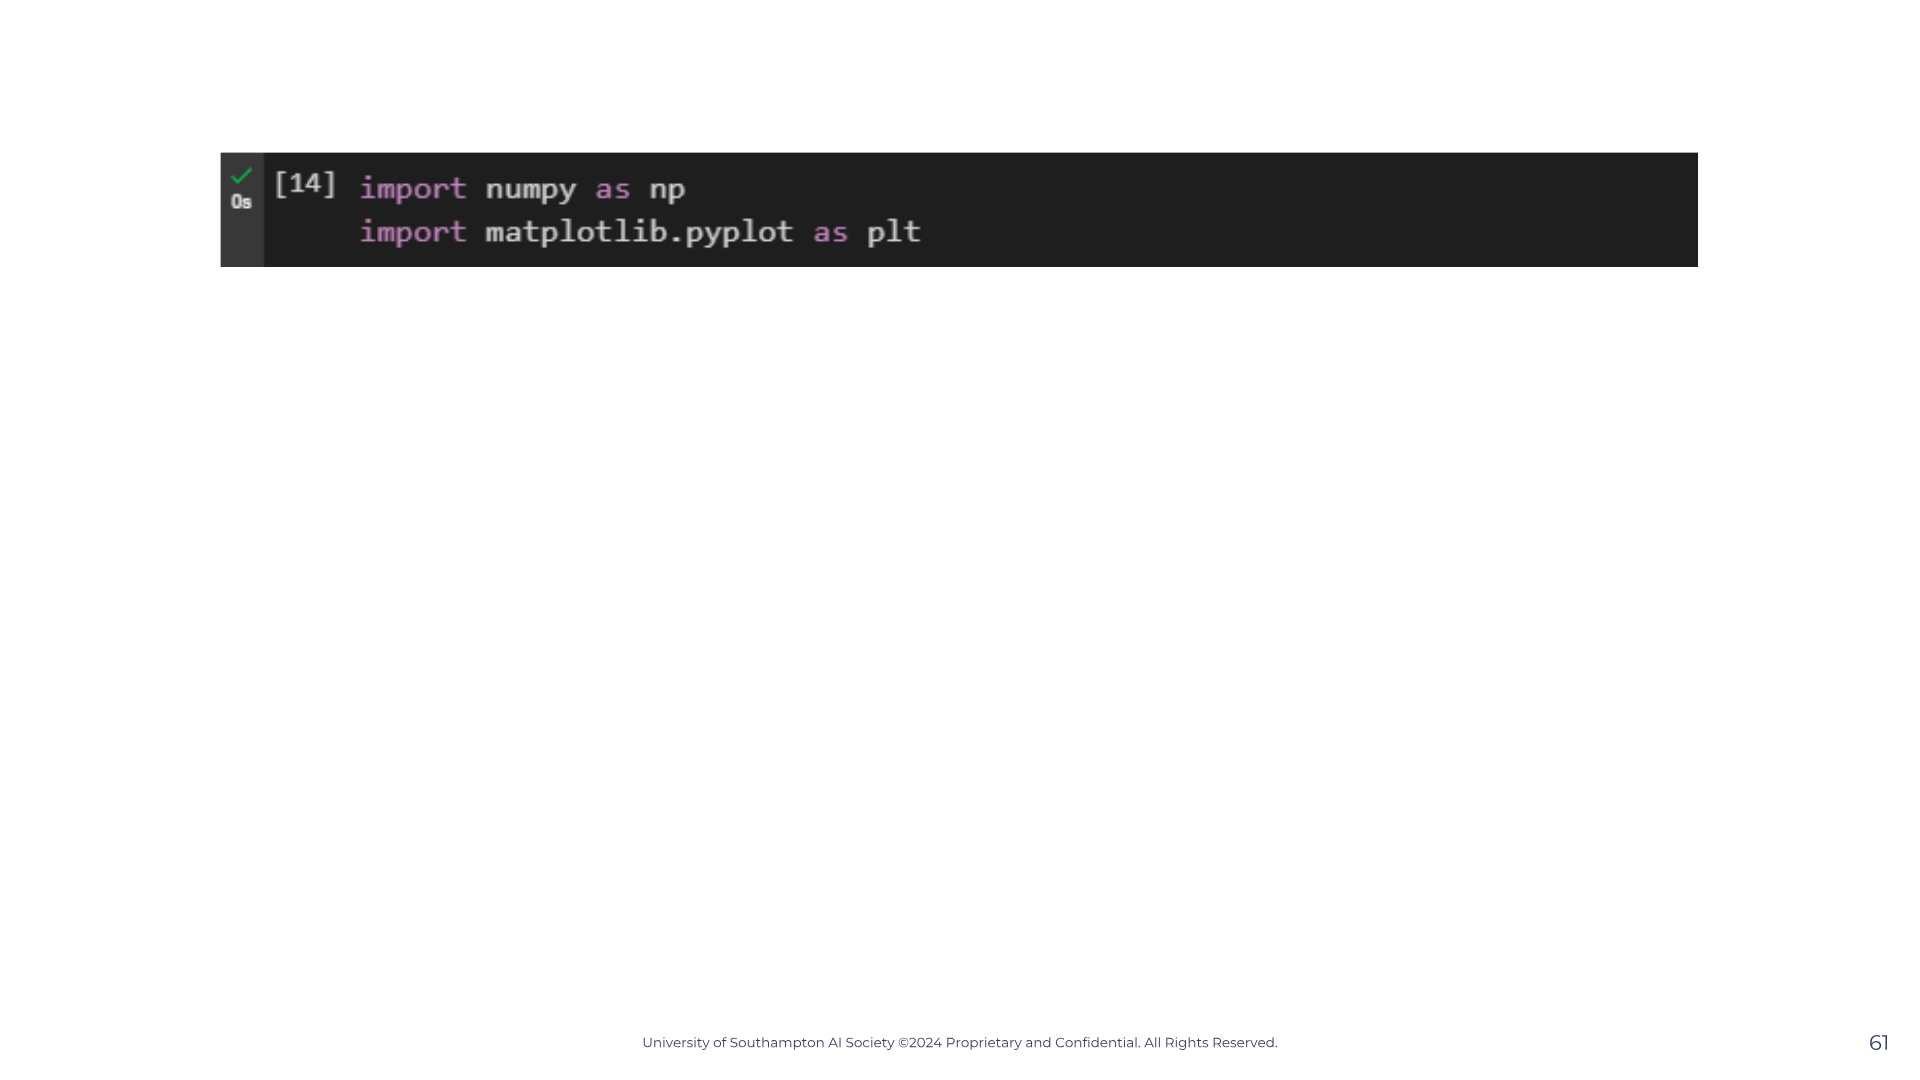 [14] import numpy as np
0s
import matplotlib.pyplot as plt
University of Southampton AI Society ©2024 Proprietary and Confidential. All Rights Reserved.
61